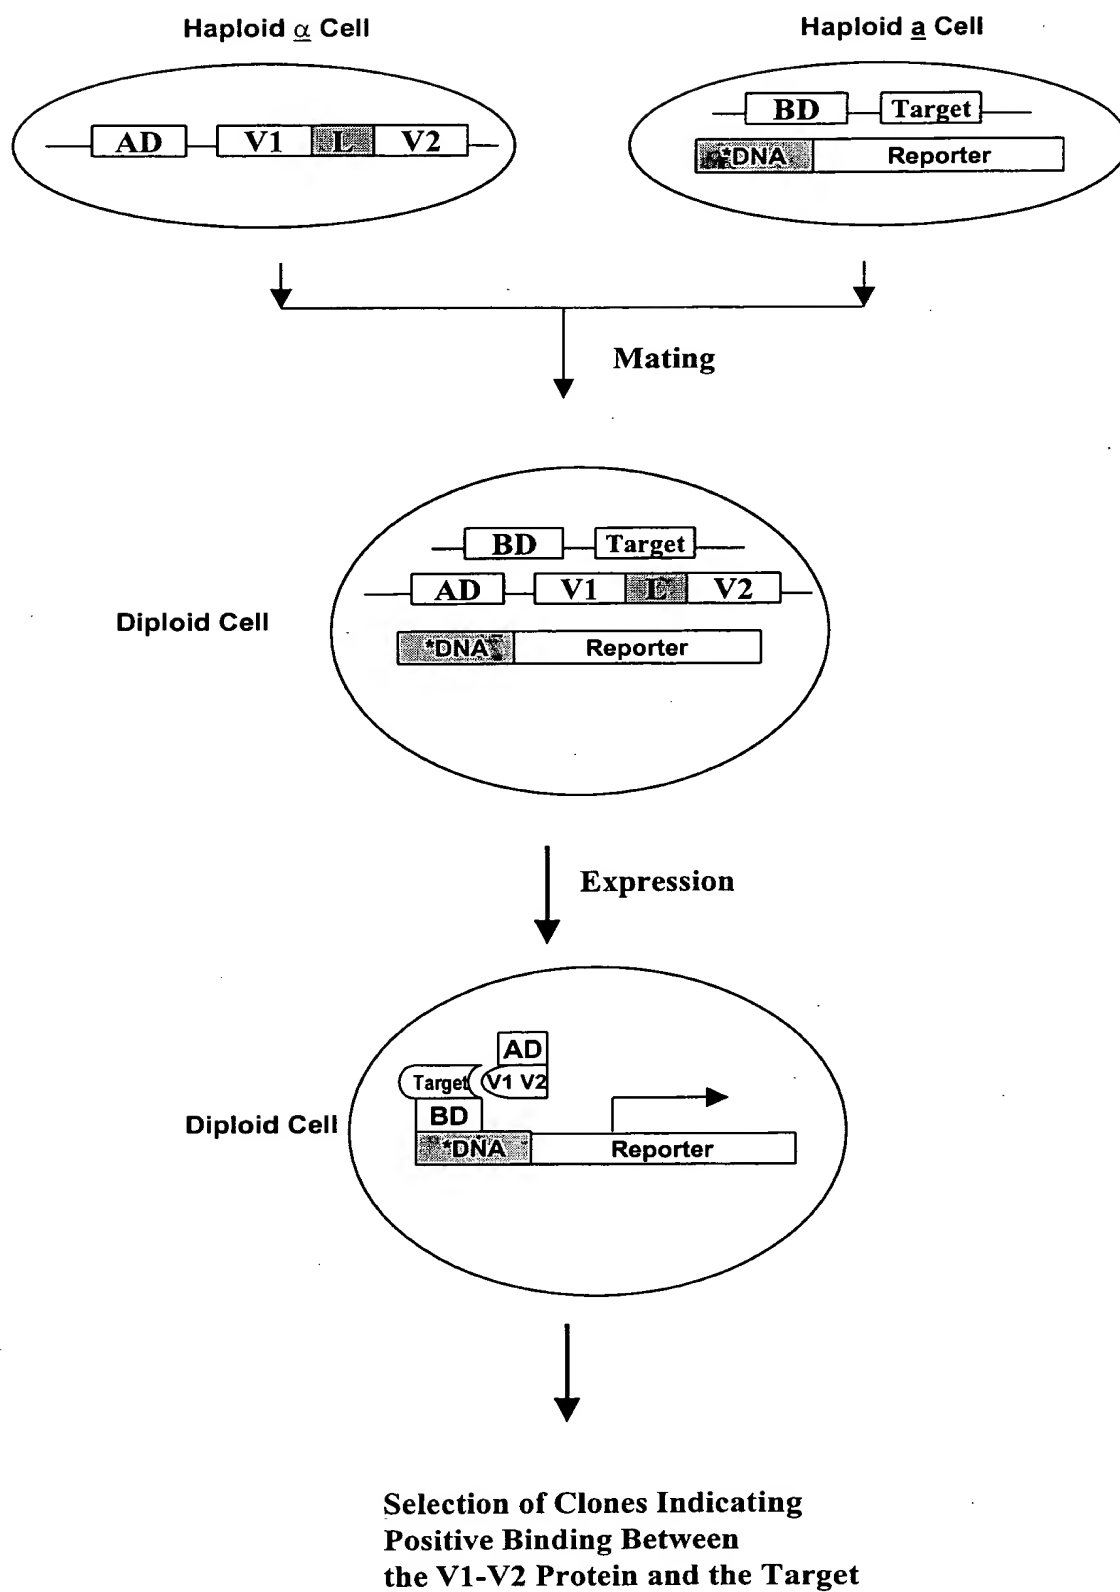 Haploid α Cell
Haploid a Cell
AD V1 L V2
BD Target
*DNA Reporter
Mating
Diploid Cell
BD Target
AD V1 L V2
*DNA Reporter
Expression
Diploid Cell
AD
Target V1 V2
BD
*DNA Reporter
Selection of Clones Indicating
Positive Binding Between
the V1-V2 Protein and the Target